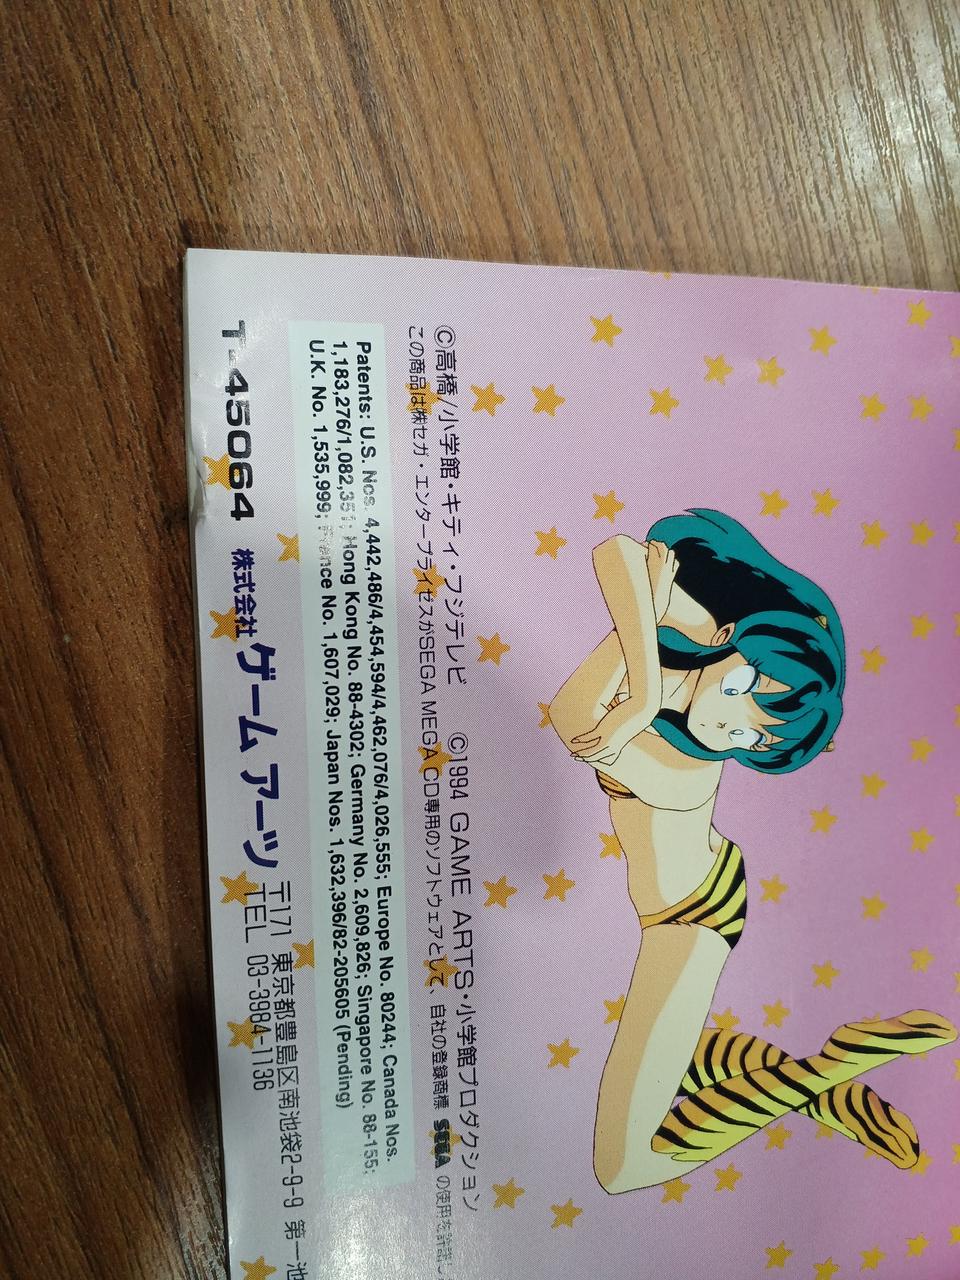 ©高橋/小学館・キティ・フジテレビ ©1994 GAME ARTS・小学館プロダクション
この商品は㈱セガ・エンタープライゼスがSEGA MEGA CD専用のソフトウェアとして、自社の登録商標 SEGA の使用を許諾し
Patents: U.S. Nos. 4,442,486/4,454,594/4,462,076/4,026,555; Europe No. 80244; Canada Nos.
1,183,276/1,082,351; Hong Kong No. 88-4302; Germany No. 2,609,826; Singapore No. 88-155;
U.K. No. 1,535,999; France No. 1,607,029; Japan Nos. 1,632,396/82-205605 (Pending)
T-45064 株式会社ゲームアーツ 〒171 東京都豊島区南池袋2-9-9 第一池
TEL 03-3984-1136